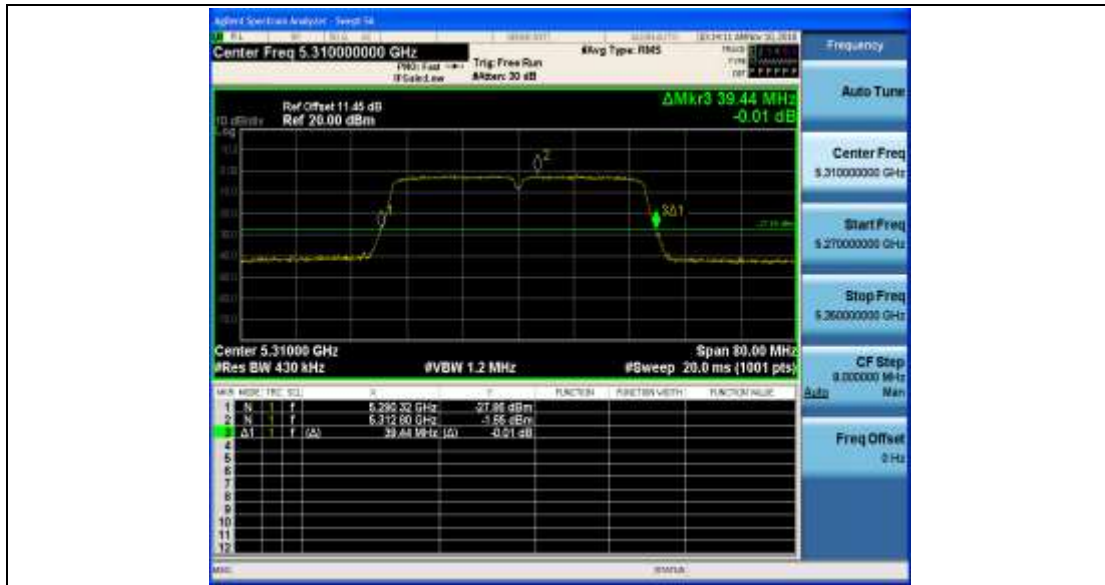 Agilent Spectrum Analyzer - Swept SA
Center Freq 5.310000000 GHz
PNO: Fast
IFGain:Low
Trig: Free Run
#Atten: 30 dB
#Avg Type: RMS
Frequency
Auto Tune
ΔMkr3 39.44 MHz
-0.01 dB
Ref Offset 11.45 dB
10 dB/div
Ref 20.00 dBm
Log
Center Freq
5.310000000 GHz
Start Freq
5.270000000 GHz
Stop Freq
5.350000000 GHz
1
2
3Δ1
Center 5.31000 GHz
Span 80.00 MHz
#Res BW 430 kHz
#VBW 1.2 MHz
#Sweep 20.0 ms (1001 pts)
CF Step
8.000000 MHz
Auto
Man
MKR MODE TRC SCL X Y FUNCTION FUNCTION WIDTH FUNCTION VALUE
1 N 1 f 5.290 32 GHz
2 N 1 f 5.312 80 GHz
3 Δ1 1 f (Δ) 39.44 MHz (Δ) -0.01 dB
4
5
6
7
8
9
10
11
12
Freq Offset
0 Hz
MSG
STATUS